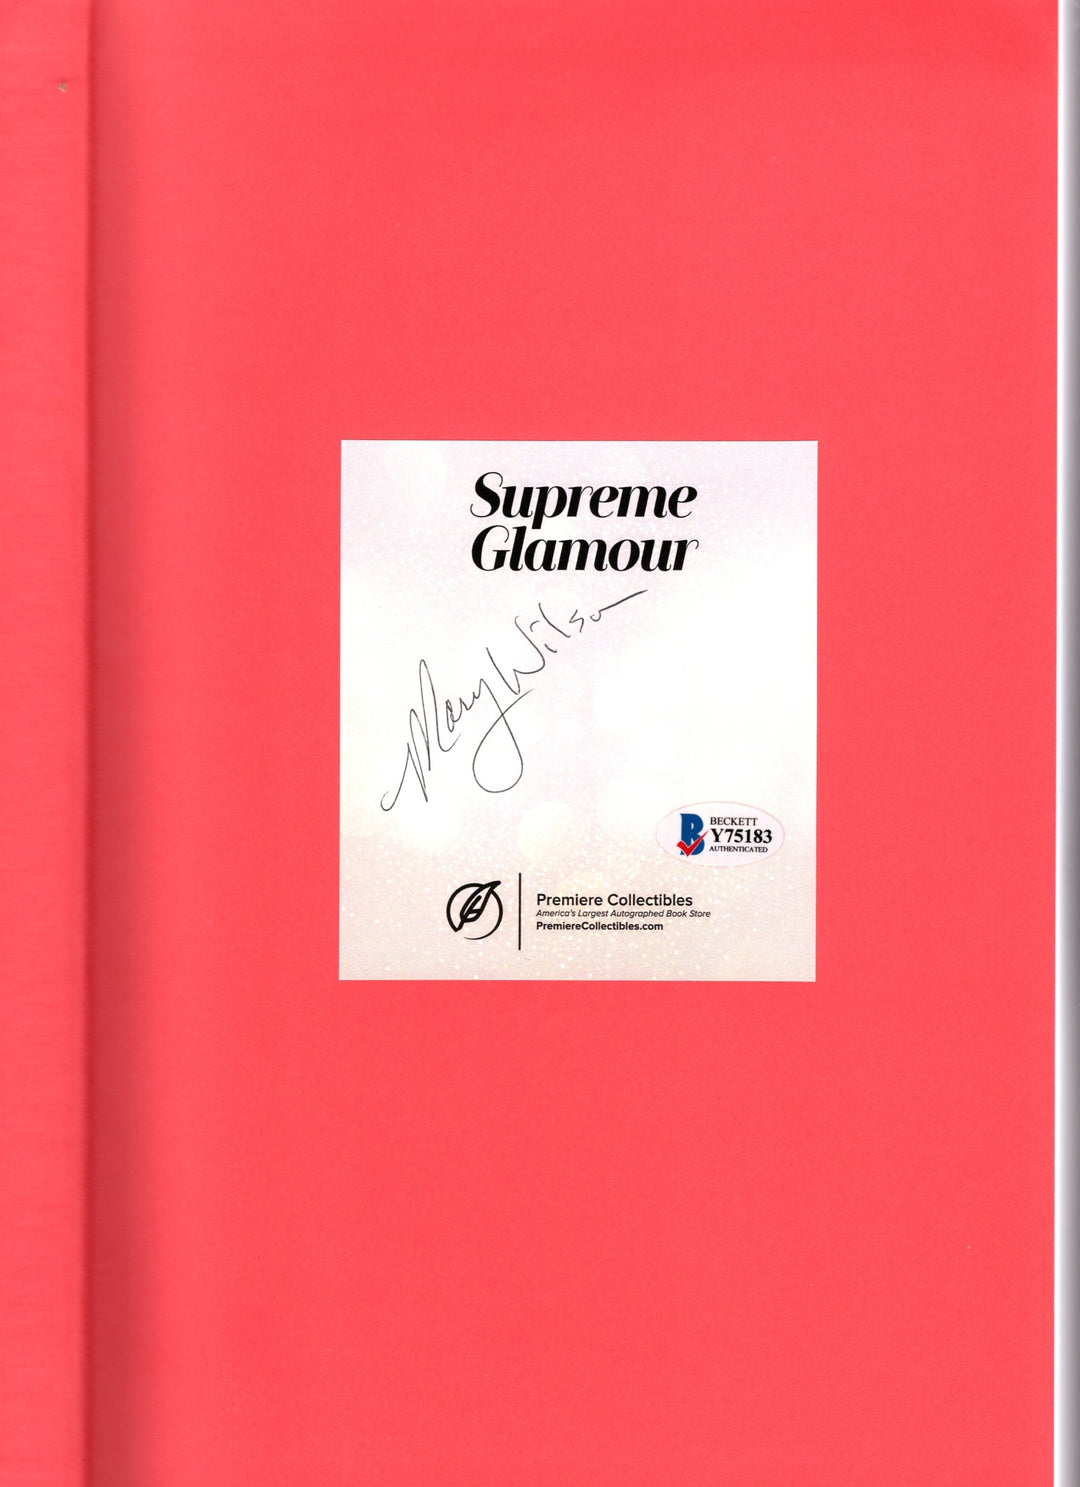 Supreme
Glamour
Mary Wilson
BECKETT
Y75183
AUTHENTICATED
Premiere Collectibles
America's Largest Autographed Book Store
PremiereCollectibles.com